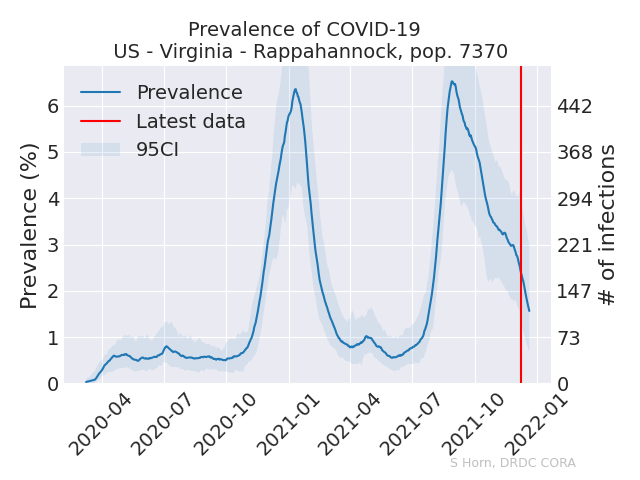 Prevalence of COVID-19
US - Virginia - Rappahannock, pop. 7370
Prevalence
Latest data
95CI
Prevalence (%)
6
5
4
3
2
1
0
442
368
294
221
147
73
0
# of infections
2020-04
2020-07
2020-10
2021-01
2021-04
2021-07
2021-10
2022-01
S Horn, DRDC CORA